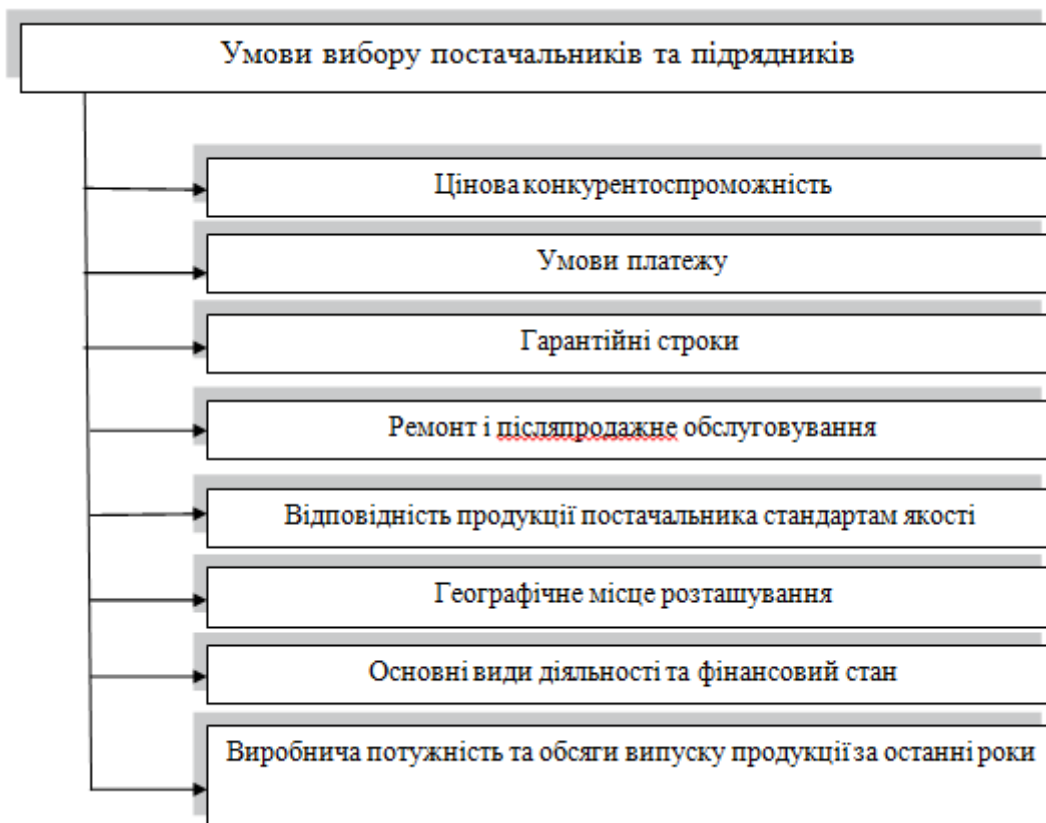 Умови вибору постачальників та підрядників
Цінова конкурентоспроможність
Умови платежу
Гарантійні строки
Ремонт і післяпродажне обслуговування
Відповідність продукції постачальника стандартам якості
Географічне місце розташування
Основні види діяльності та фінансовий стан
Виробнича потужність та обсяги випуску продукції за останні роки